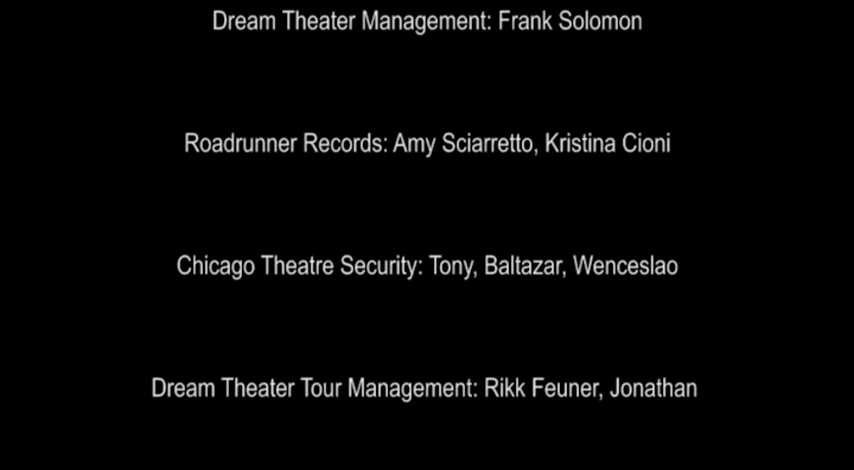 Dream Theater Management: Frank Solomon
Roadrunner Records: Amy Sciarretto, Kristina Cioni
Chicago Theatre Security: Tony, Baltazar, Wenceslao
Dream Theater Tour Management: Rikk Feuner, Jonathan